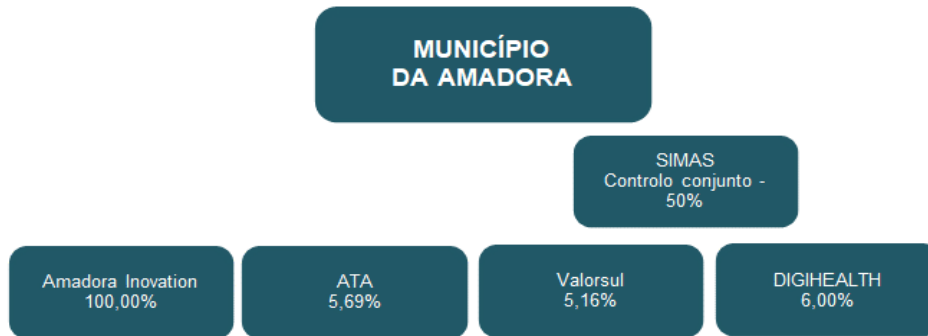 MUNICÍPIO
DA AMADORA
SIMAS
Controlo conjunto -
50%
Amadora Inovation
100,00%
ATA
5,69%
Valorsul
5,16%
DIGIHEALTH
6,00%